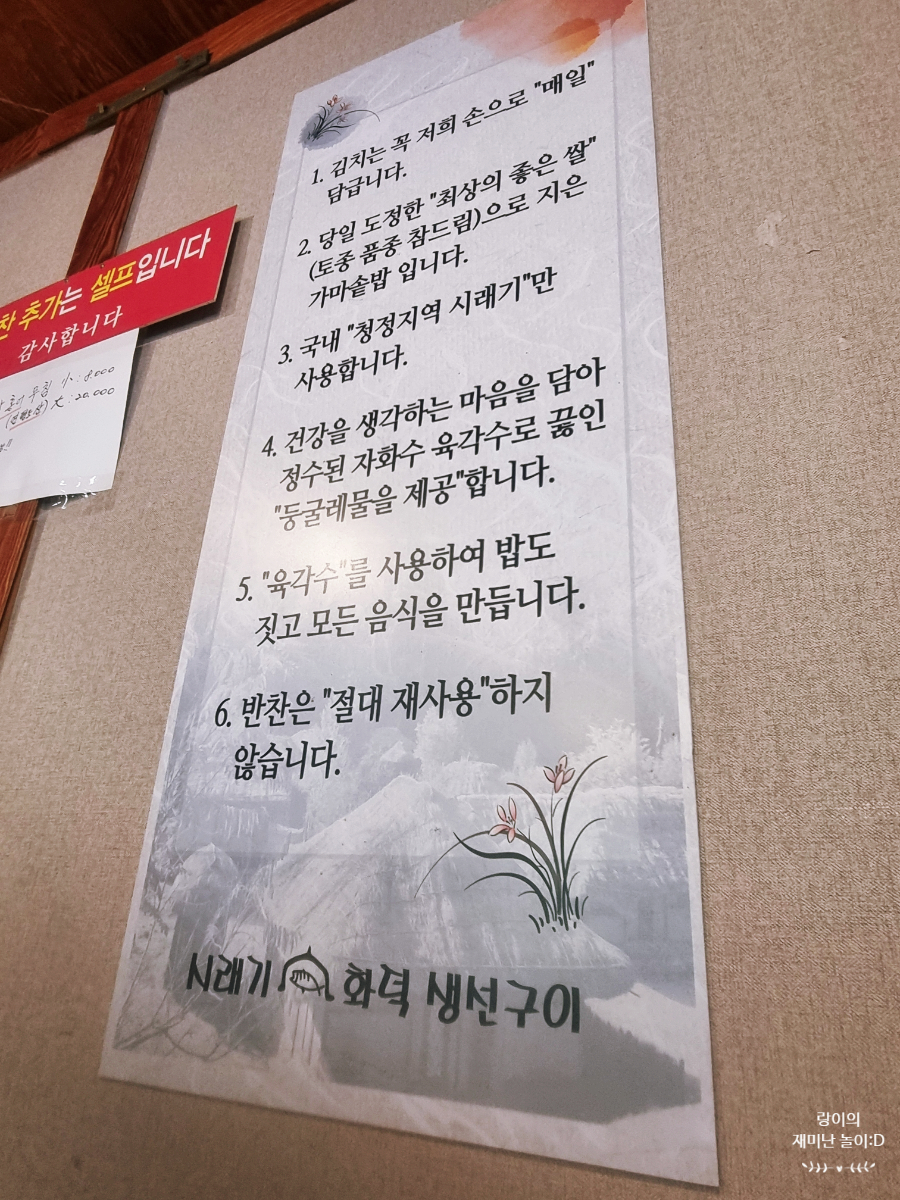 1. 김치는 꼭 저희 손으로 "매일"
담급니다.
2. 당일 도정한 "최상의 좋은 쌀"
(토종 품종 참드림)으로 지은
가마솥밥 입니다.
3. 국내 "청정지역 시래기"만
사용합니다.
4. 건강을 생각하는 마음을 담아
정수된 자화수 육각수로 끓인
"둥굴레물을 제공"합니다.
5. "육각수"를 사용하여 밥도
짓고 모든 음식을 만듭니다.
6. 반찬은 "절대 재사용"하지
않습니다.
시래기 화덕 생선구이
찬 추가는 셀프입니다
감사합니다
무침 小 : 8,000
大 : 20,000
랑이의
재미난 놀이:D